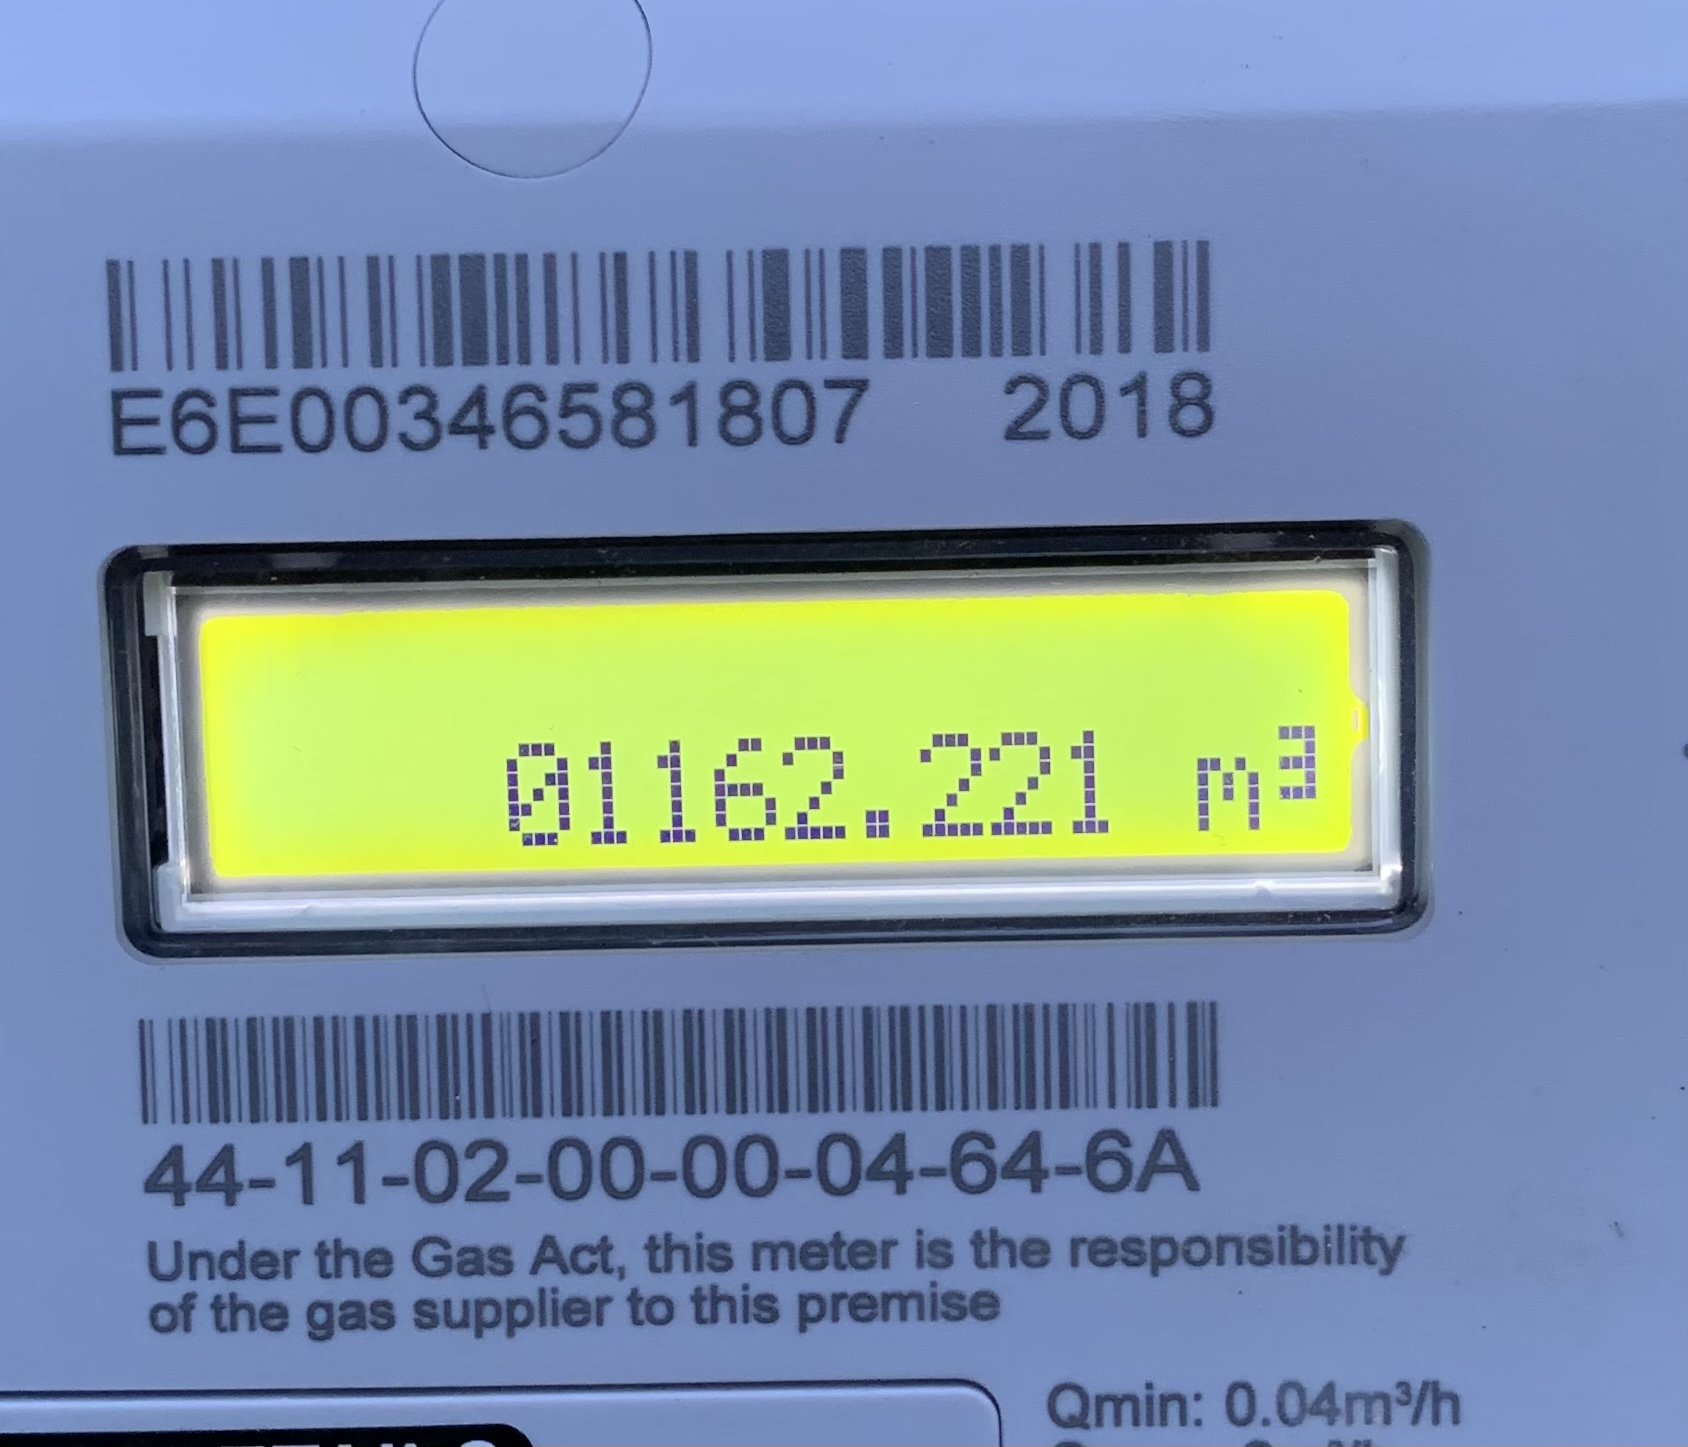 E6E00346581807 2018
01162.221 m³
44-11-02-00-00-04-64-6A
Under the Gas Act, this meter is the responsibility
of the gas supplier to this premise
Qmin: 0.04m³/h